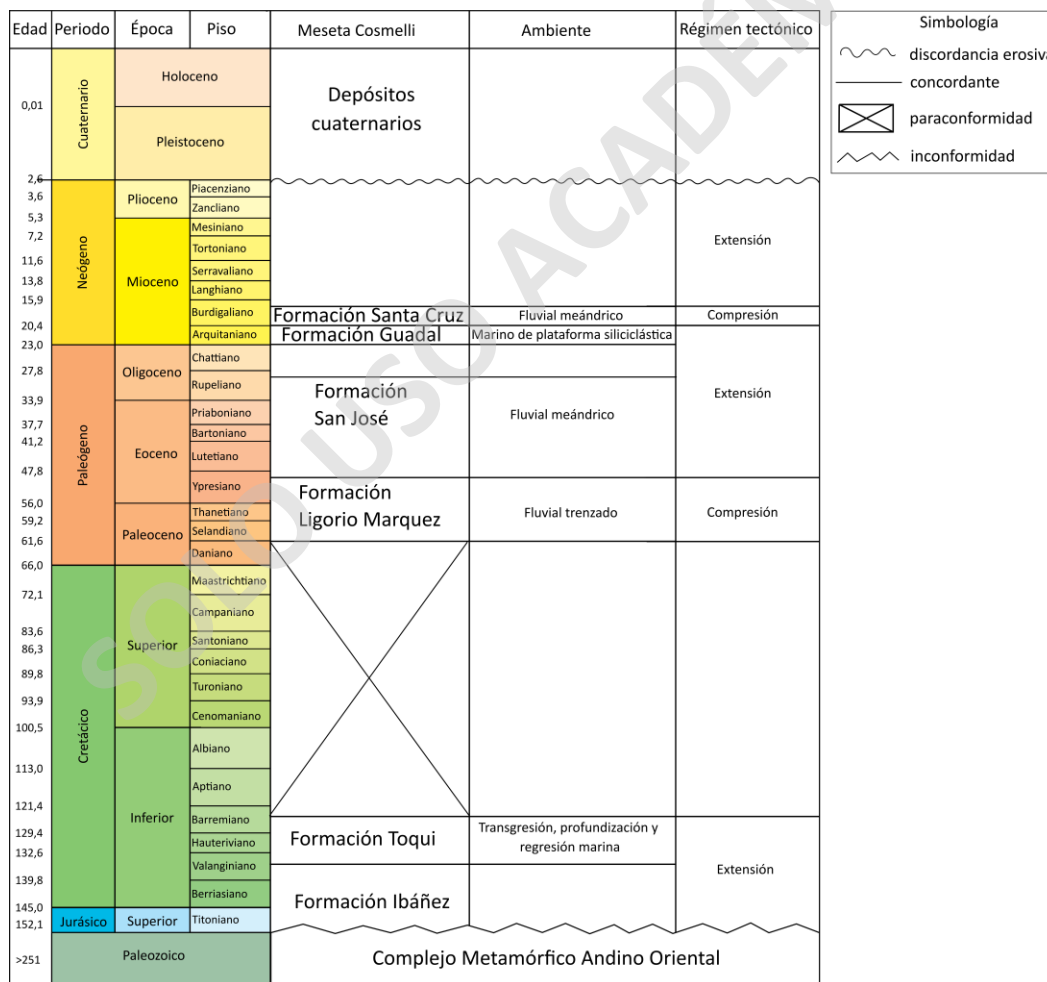 Edad Periodo Época Piso Meseta Cosmelli Ambiente Régimen tectónico
Simbología
discordancia erosiva
concordante
paraconformidad
inconformidad
Cuaternario
Holoceno
0,01
Pleistoceno
Depósitos
cuaternarios
2,6
Neógeno
Plioceno
Piacenziano
3,6
Zancliano
5,3
Mioceno
Mesiniano
7,2
Tortoniano
11,6
Serravaliano
13,8
Langhiano
15,9
Burdigaliano
20,4
Arquitaniano
23,0
Extensión
Formación Santa Cruz Fluvial meándrico Compresión
Formación Guadal Marino de plataforma siliciclástica
Paleógeno
Oligoceno
Chattiano
27,8
Rupeliano
33,9
Eoceno
Priaboniano
37,7
Bartoniano
41,2
Lutetiano
47,8
Ypresiano
56,0
Paleoceno
Thanetiano
59,2
Selandiano
61,6
Daniano
66,0
Extensión
Formación
San José
Fluvial meándrico
Formación
Ligorio Marquez
Fluvial trenzado
Compresión
Cretácico
Superior
Maastrichtiano
72,1
Campaniano
83,6
Santoniano
86,3
Coniaciano
89,8
Turoniano
93,9
Cenomaniano
100,5
Inferior
Albiano
113,0
Aptiano
121,4
Barremiano
129,4
Hauteriviano
132,6
Valanginiano
139,8
Berriasiano
145,0
Formación Toqui
Transgresión, profundización y
regresión marina
Extensión
Formación Ibáñez
Jurásico Superior Titoniano
152,1
>251
Paleozoico
Complejo Metamórfico Andino Oriental
SOLO USO ACADÉM